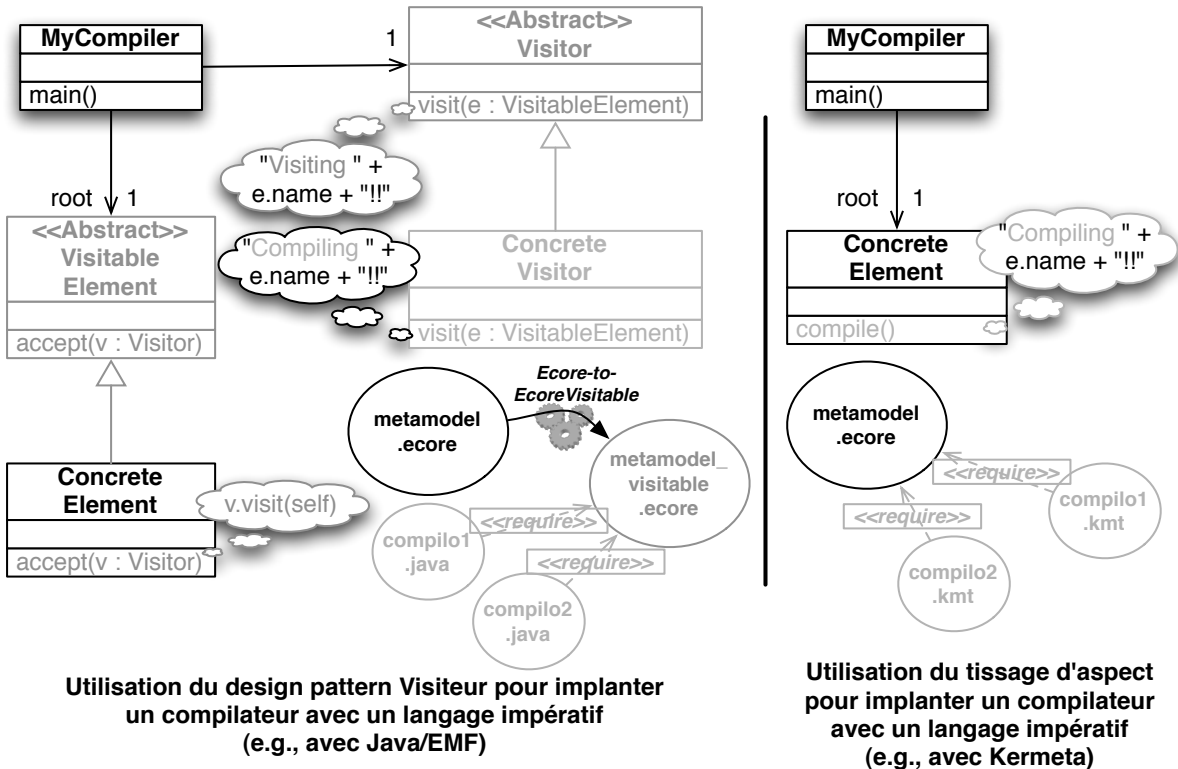 MyCompiler
main()
1
<<Abstract>>
Visitor
visit(e : VisitableElement)
"Visiting " +
e.name + "!!"
root
1
<<Abstract>>
Visitable
Element
accept(v : Visitor)
"Compiling " +
e.name + "!!"
Concrete
Visitor
visit(e : VisitableElement)
Concrete
Element
accept(v : Visitor)
v.visit(self)
metamodel
.ecore
Ecore-to-
EcoreVisitable
metamodel_
visitable
.ecore
<<require>>
compilo1
.java
<<require>>
compilo2
.java
Utilisation du design pattern Visiteur pour implanter
un compilateur avec un langage impératif
(e.g., avec Java/EMF)
MyCompiler
main()
root
1
Concrete
Element
compile()
"Compiling " +
e.name + "!!"
metamodel
.ecore
<<require>>
compilo1
.kmt
<<require>>
compilo2
.kmt
Utilisation du tissage d'aspect
pour implanter un compilateur
avec un langage impératif
(e.g., avec Kermeta)